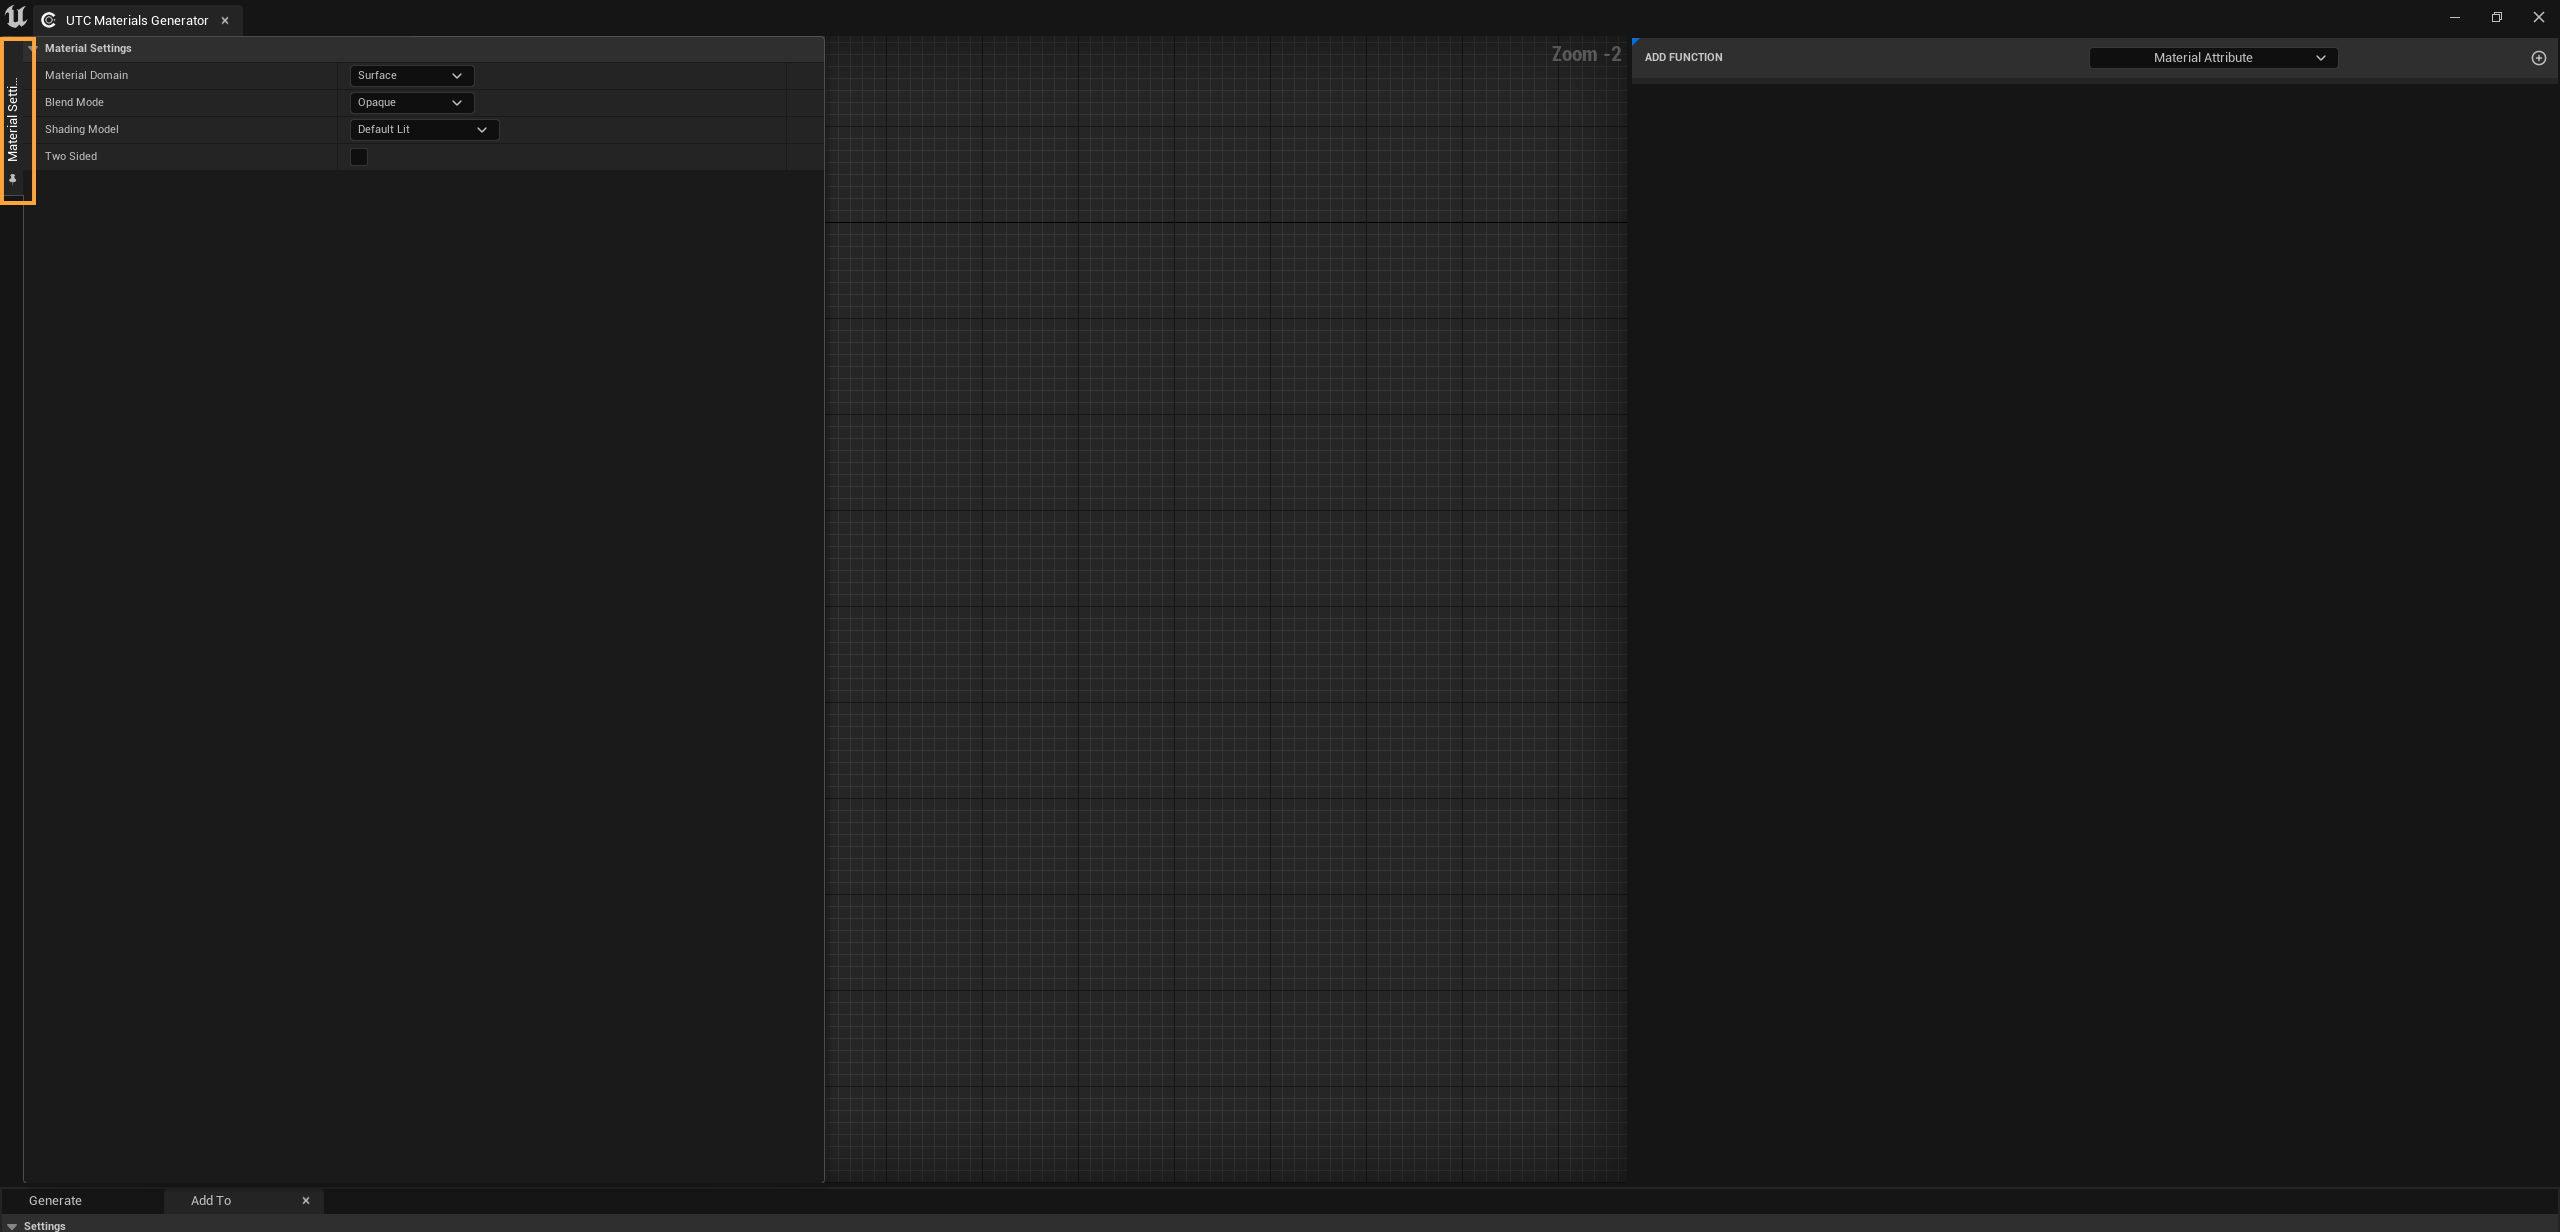 UTC Materials Generator
Material Setti...
Material Settings
Material Domain
Surface
Blend Mode
Opaque
Shading Model
Default Lit
Two Sided
Zoom -2
ADD FUNCTION
Material Attribute
Generate
Add To
Settings